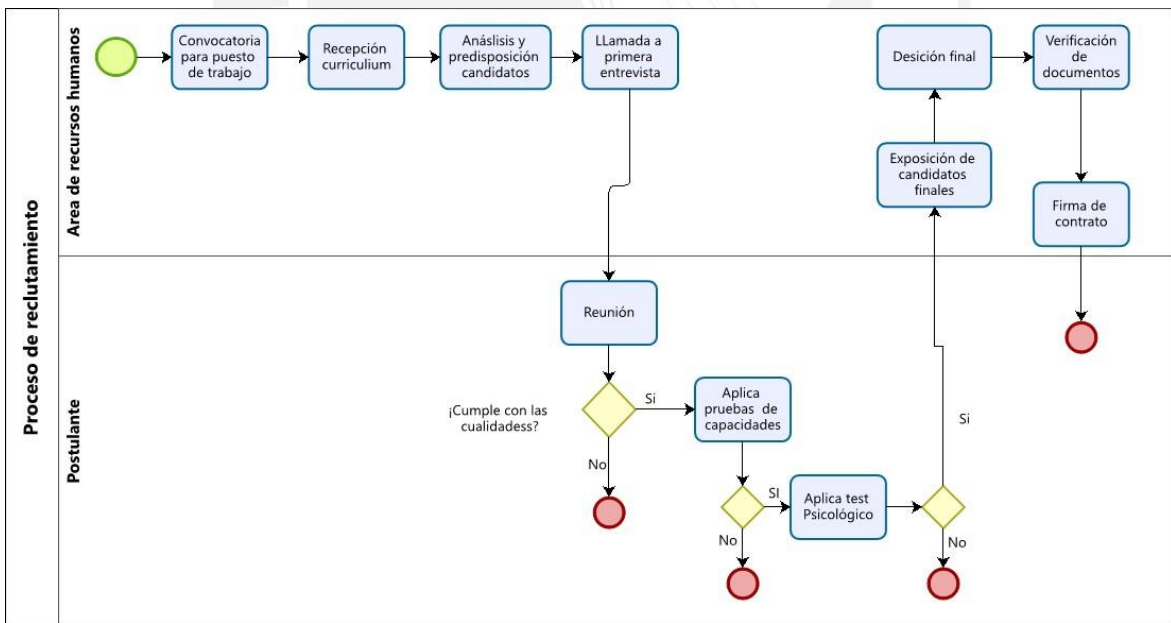 Proceso de reclutamiento
Area de recursos humanos
Convocatoria
para puesto
de trabajo
Recepción
curriculium
Anáslisis y
predisposición
candidatos
LLamada a
primera
entrevista
Desición final
Verificación
de
documentos
Exposición de
candidatos
finales
Firma de
contrato
Postulante
Reunión
¡Cumple con las
cualidadess?
Si
No
Aplica
pruebas de
capacidades
SI
No
Aplica test
Psicológico
Si
No